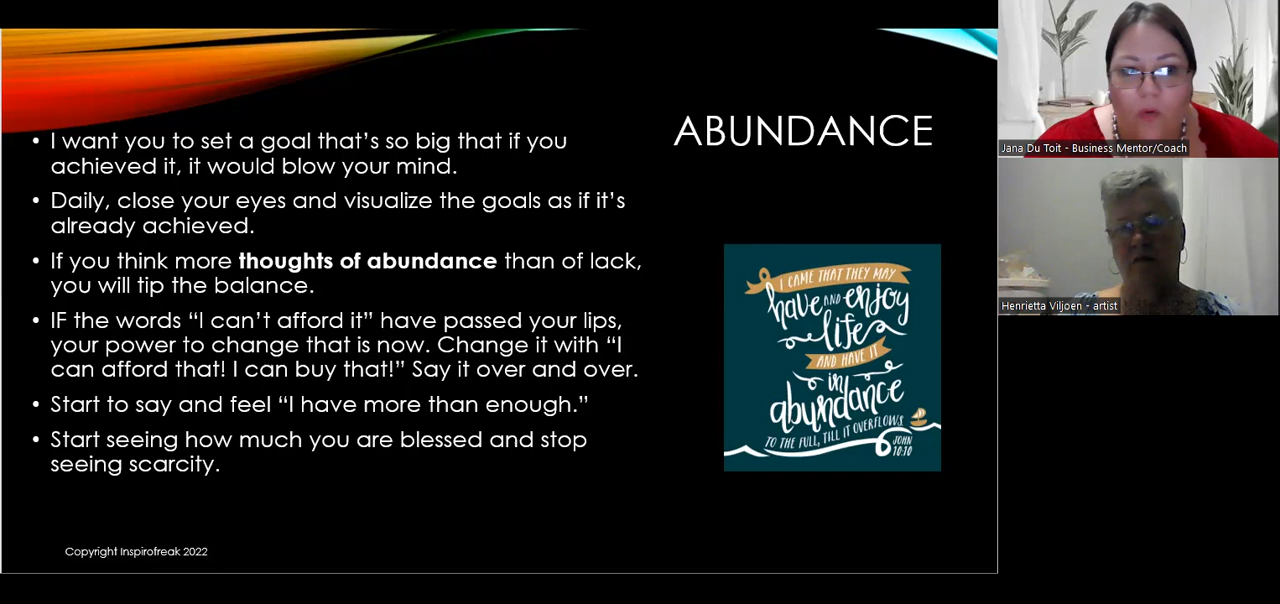 ABUNDANCE
• I want you to set a goal that’s so big that if you
achieved it, it would blow your mind.
• Daily, close your eyes and visualize the goals as if it’s
already achieved.
• If you think more thoughts of abundance than of lack,
you will tip the balance.
• IF the words “I can’t afford it” have passed your lips,
your power to change that is now. Change it with “I
can afford that! I can buy that!” Say it over and over.
• Start to say and feel “I have more than enough.”
• Start seeing how much you are blessed and stop
seeing scarcity.
I CAME THAT THEY MAY
have AND enjoy
life
AND HAVE IT
in
abundance
TO THE FULL, TILL IT OVERFLOWS
JOHN
10:10
Copyright Inspirofreak 2022
Jana Du Toit - Business Mentor/Coach
Henrietta Viljoen - artist